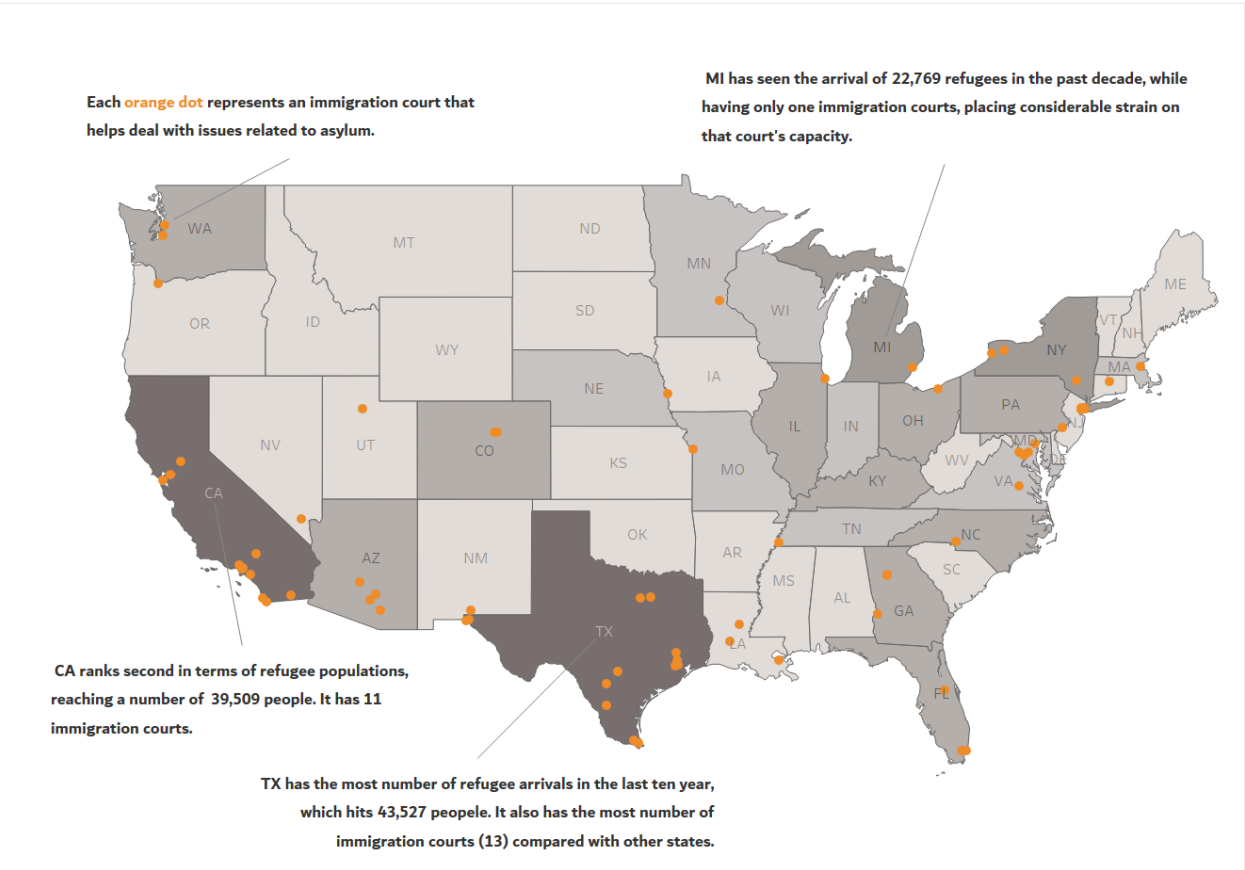 MI has seen the arrival of 22,769 refugees in the past decade, while
having only one immigration courts, placing considerable strain on
that court's capacity.
Each orange dot represents an immigration court that
helps deal with issues related to asylum.
WA
MT
ND
MN
ME
OR
ID
SD
WI
VT
NH
WY
MI
NY
MA
IA
NE
PA
NV
UT
CO
IL
IN
OH
NJ
KS
MO
WV
MD
DE
CA
KY
VA
AZ
NM
OK
AR
TN
NC
MS
AL
SC
GA
TX
LA
FL
CA ranks second in terms of refugee populations,
reaching a number of 39,509 people. It has 11
immigration courts.
TX has the most number of refugee arrivals in the last ten year,
which hits 43,527 peopele. It also has the most number of
immigration courts (13) compared with other states.